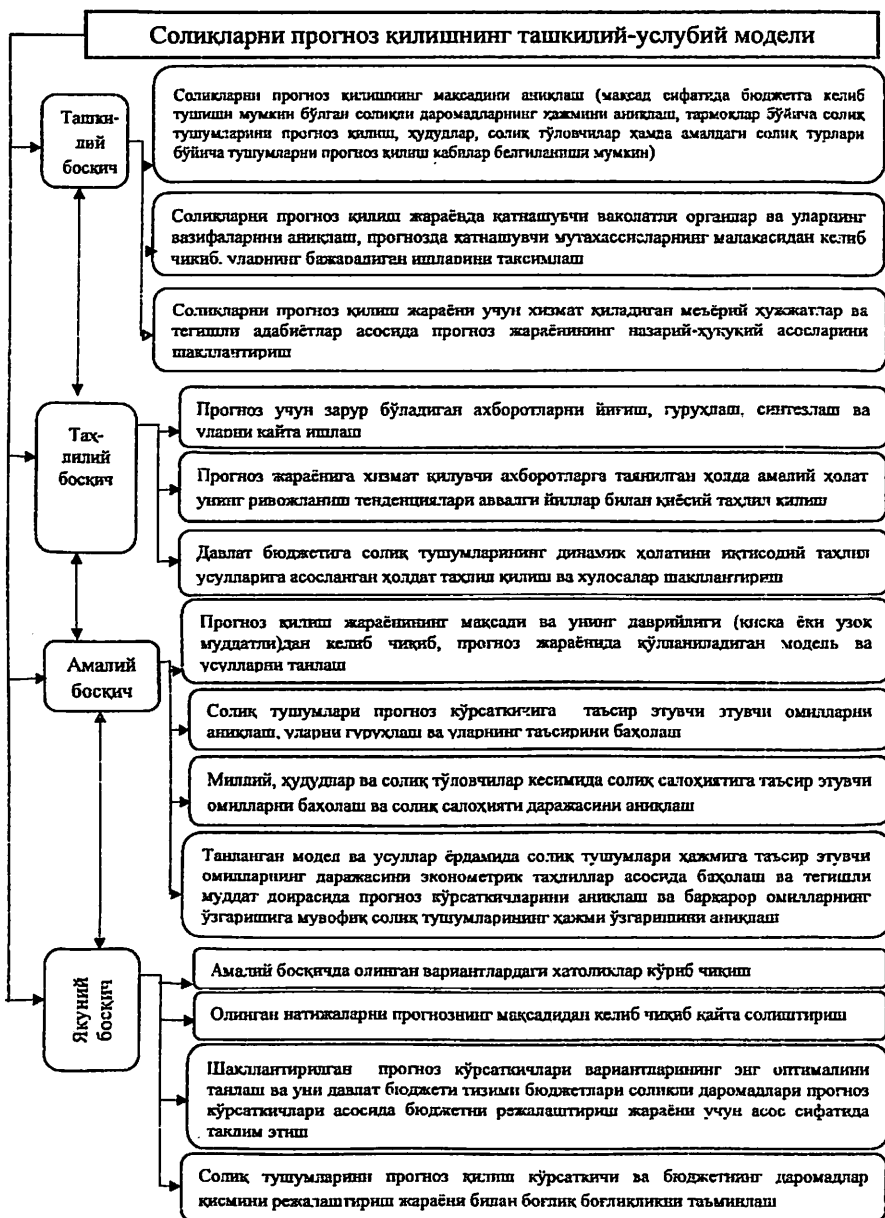 Солиқларни прогноз қилишнинг ташкилий-услубий модели
Ташки-
лий
босқич
Солиқларни прогноз қилишнинг мақсадини аниқлаш (мақсад сифатида бюджетга келиб
тушиши мумкин бўлган солиқли даромадларнинг ҳажмини аниқлаш, тармоқлар бўйича солиқ
тушумларини прогноз қилиш, ҳудудлар, солиқ тўловчилар ҳамда амалдаги солиқ турлари
бўйича тушумларни прогноз қилиш кабилар белгиланиши мумкин)
Солиқларни прогноз қилиш жараёнда қатнашувчи ваколатли органлар ва уларнинг
вазифаларини аниқлаш, прогнозда қатнашувчи мутахассисларнинг малакасидан келиб
чиқиб, уларнинг бажарадиган ишларини тақсимлаш
Солиқларни прогноз қилиш жараёни учун хизмат қиладиган меъёрий ҳужжатлар ва
тегишли адабиётлар асосида прогноз жараёнининг назарий-ҳуқуқий асосларини
шакллантириш
Таҳ-
лилий
босқич
Прогноз учун зарур бўладиган ахборотларни йиғиш, гуруҳлаш, синтезлаш ва
уларни қайта ишлаш
Прогноз жараёнига хизмат қилувчи ахборотларга таянилган ҳолда амалий ҳолат
унинг ривожланиш тенденциялари аввалги йиллар билан қиёсий таҳлил қилиш
Давлат бюджетига солиқ тушумларининг динамик ҳолатини иқтисодий таҳлил
усулларига асосланган ҳолдат таҳлил қилиш ва хулосалар шакллантириш
Амалий
босқич
Прогноз қилиш жараёнининг мақсади ва унинг даврийлиги (қисқа ёки узоқ
муддатли)дан келиб чиқиб, прогноз жараёнида қўлланиладиган модель ва
усулларни танлаш
Солиқ тушумлари прогноз кўрсаткичига таъсир этувчи этувчи омилларни
аниқлаш, уларни гуруҳлаш ва уларнинг таъсирини баҳолаш
Миллий, ҳудудлар ва солиқ тўловчилар кесимида солиқ салоҳиятига таъсир этувчи
омилларни баҳолаш ва солиқ салоҳияти даражасини аниқлаш
Танланган модел ва усуллар ёрдамида солиқ тушумлари ҳажмига таъсир этувчи
омилларнинг даражасини эконометрик таҳлиллар асосида баҳолаш ва тегишли
муддат доирасида прогноз кўрсаткичларини аниқлаш ва барқарор омилларнинг
ўзгаришига мувофиқ солиқ тушумларининг ҳажми ўзгаришини аниқлаш
Якуний
босқич
Амалий босқичда олинган вариантлардаги хатоликлар кўриб чиқиш
Олинган натижаларни прогнознинг мақсадидан келиб чиқиб қайта солиштириш
Шакллантирилган прогноз кўрсаткичлари вариантларининг энг оптималини
танлаш ва уни давлат бюджети тизими бюджетлари солиқли даромадлари прогноз
кўрсаткичлари асосида бюджетни режалаштириш жараёни учун асос сифатида
таклим этиш
Солиқ тушумларини прогноз қилиш кўрсаткичи ва бюджетнинг даромадлар
қисмини режалаштириш жараёни билан боғлиқ боғлиқликни таъминлаш